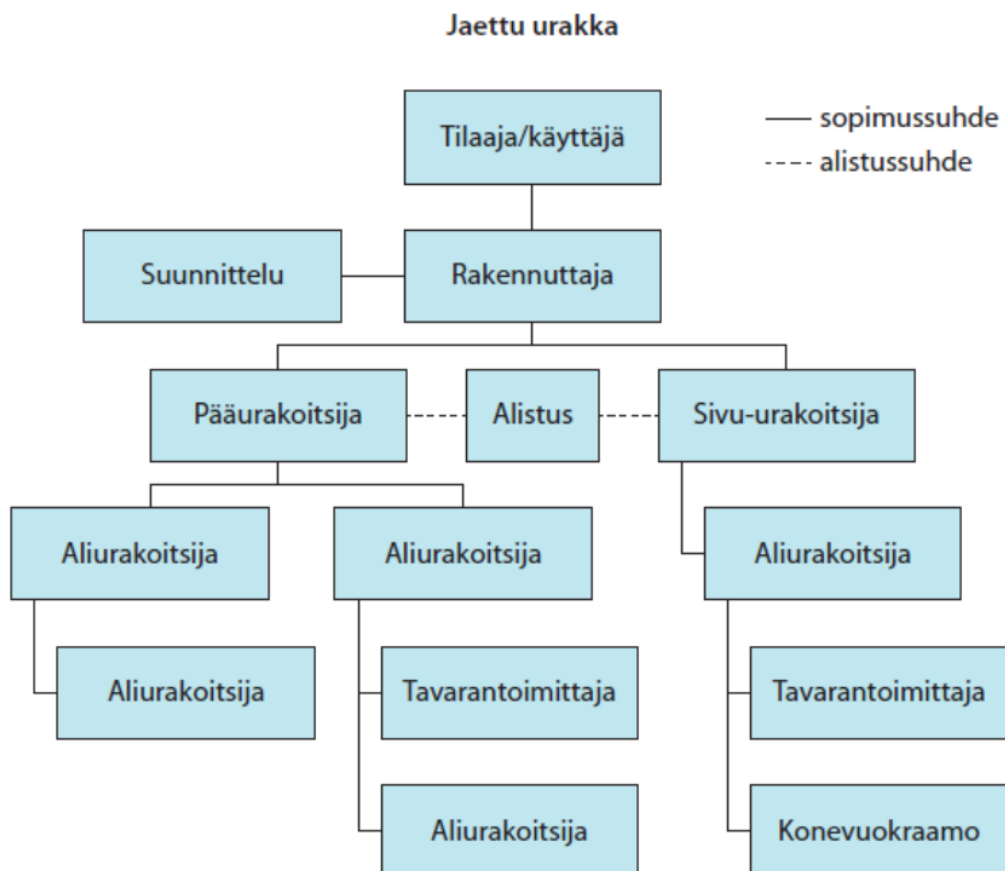 Jaettu urakka
Tilaaja/käyttäjä
sopimussuhde
alistussuhde
Suunnittelu
Rakennuttaja
Pääurakoitsija
Alistus
Sivu-urakoitsija
Aliurakoitsija
Aliurakoitsija
Aliurakoitsija
Aliurakoitsija
Tavarantoimittaja
Tavarantoimittaja
Aliurakoitsija
Konevuokraamo